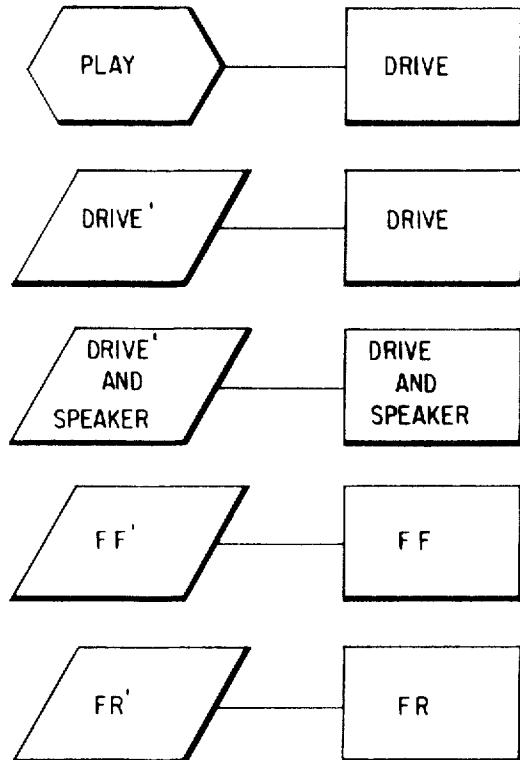 PLAY DRIVE
DRIVE' DRIVE
DRIVE'
AND
SPEAKER
DRIVE
AND
SPEAKER
FF' FF
FR' FR